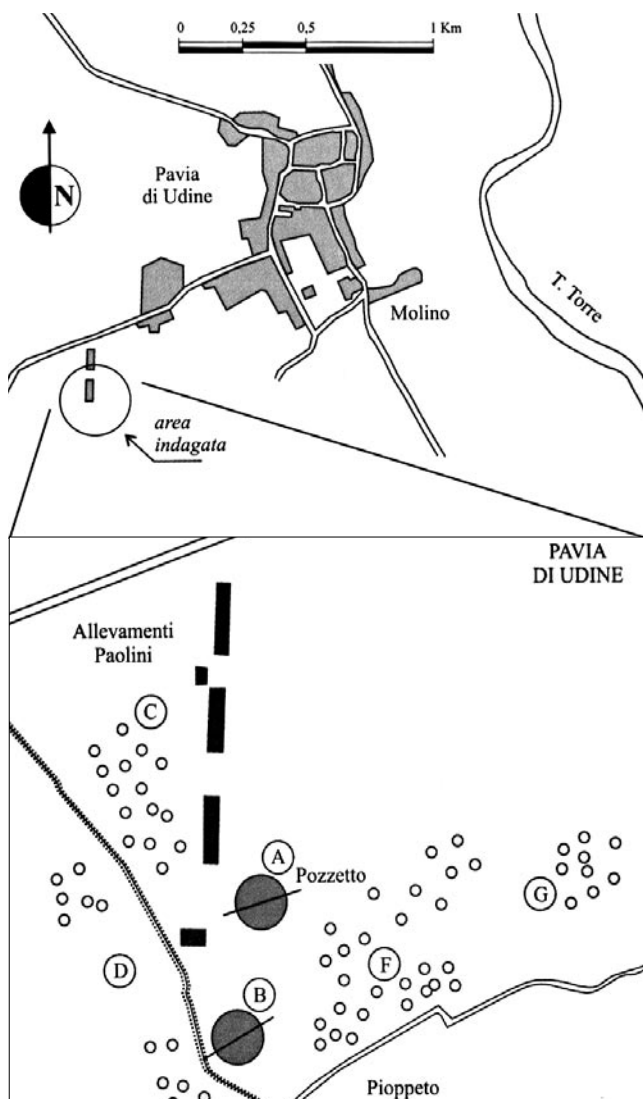 0 0,25 0,5 1 Km
N
Pavia
di Udine
Molino
T. Torre
area
indagata
PAVIA
DI UDINE
Allevamenti
Paolini
C
A
Pozzetto
G
F
D
B
Pioppeto